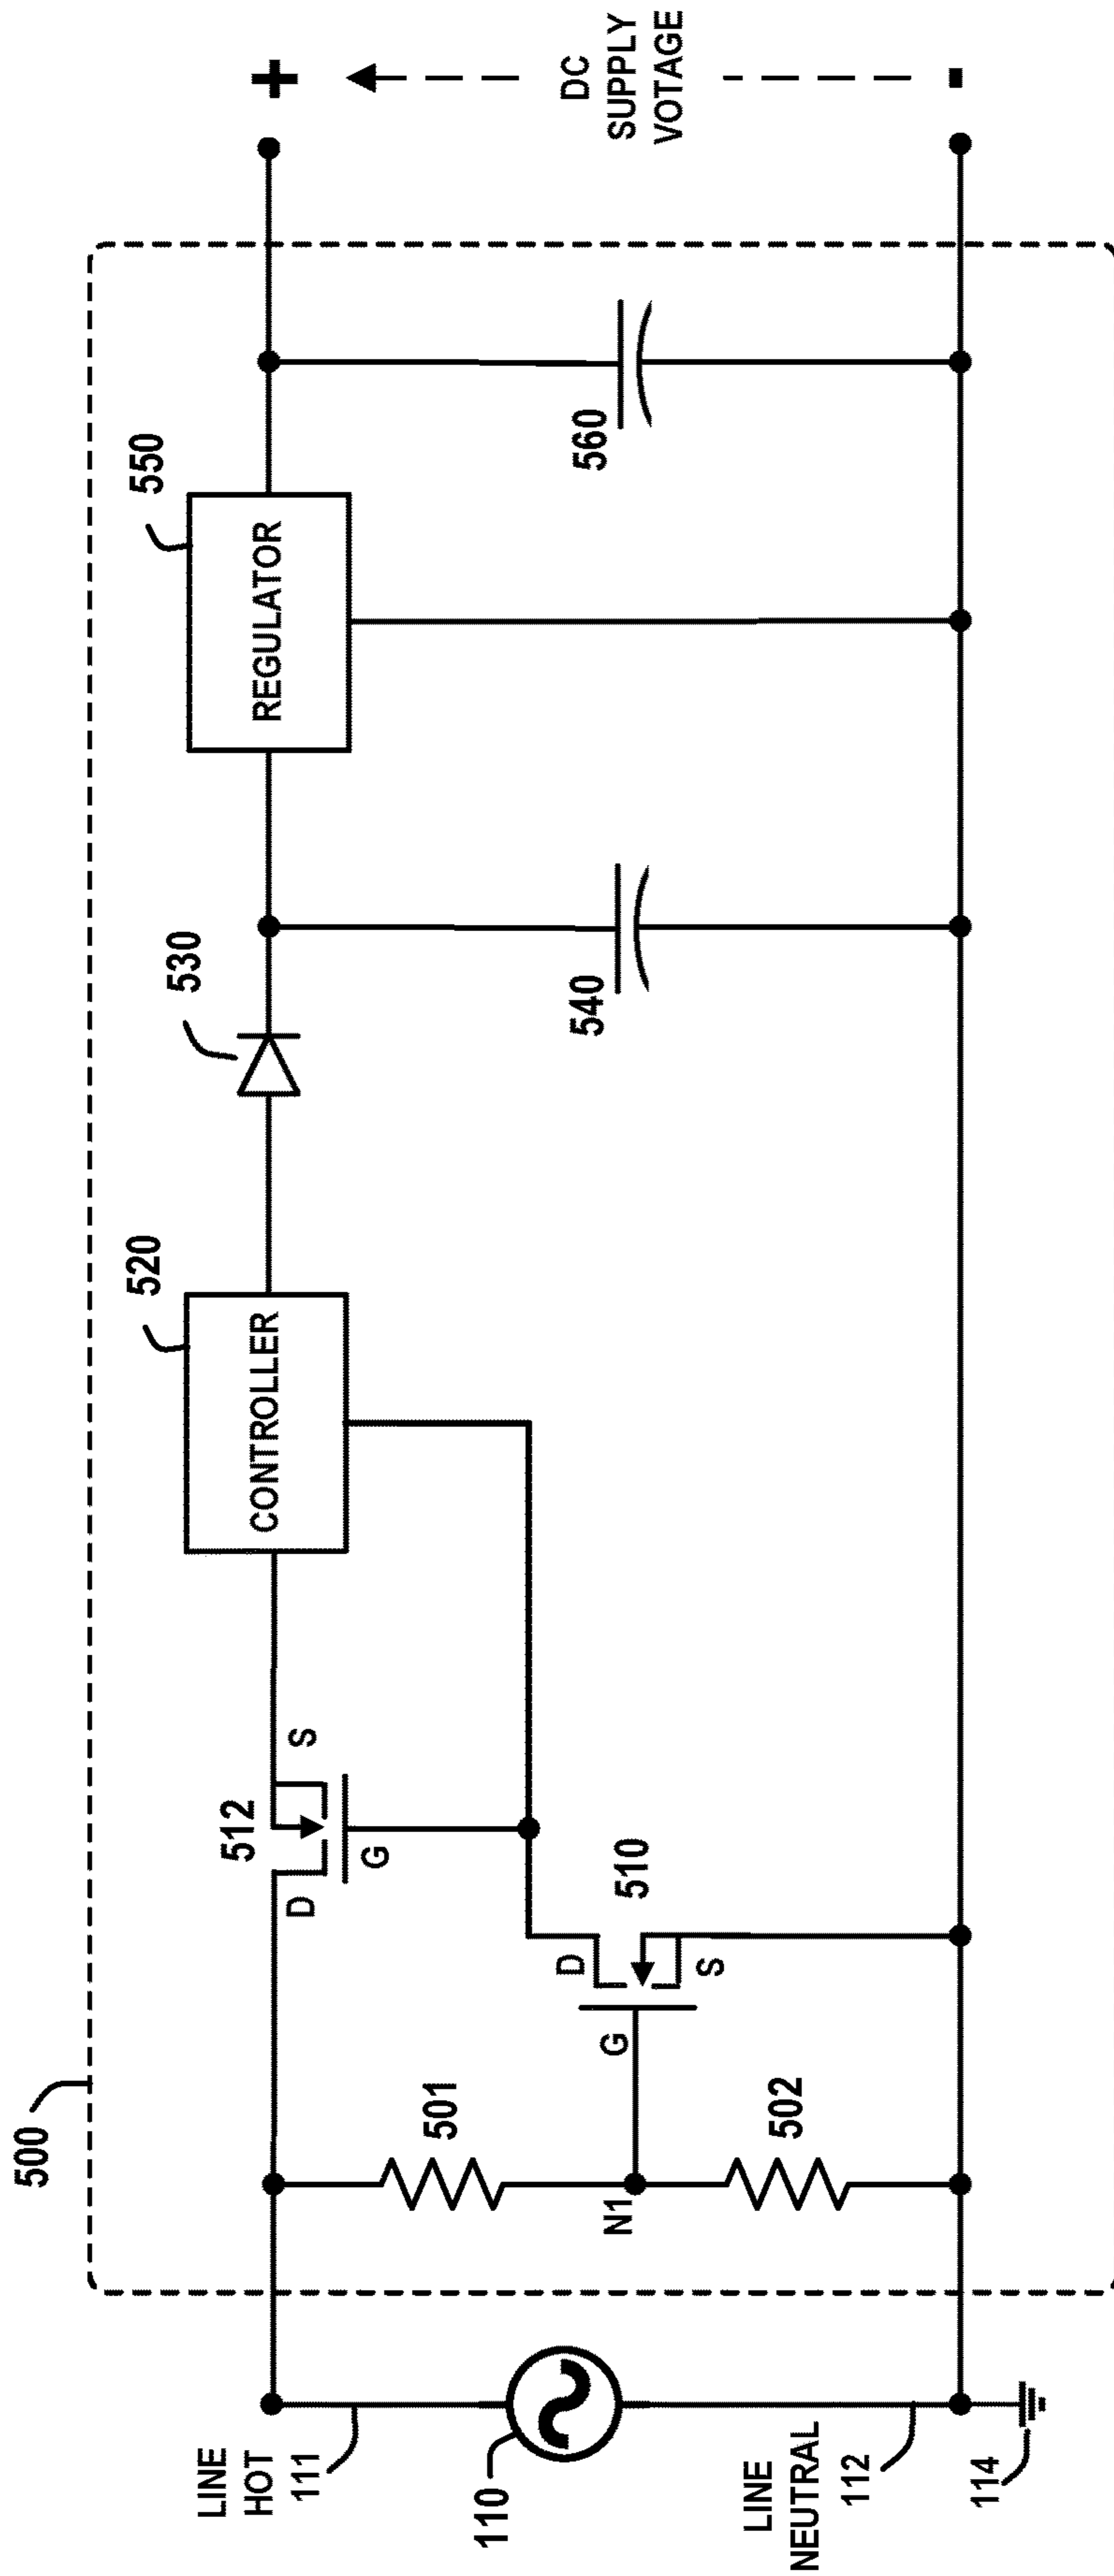 500
LINE
HOT
111
110
LINE
NEUTRAL
112
114
501
N1
502
512
D
S
G
510
D
G
S
520
CONTROLLER
530
540
550
REGULATOR
560
+
DC
SUPPLY
VOTAGE
-